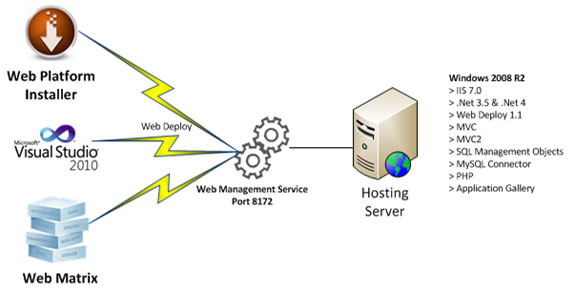 Web Platform
Installer
Microsoft®
Visual Studio
2010
Web Matrix
Web Deploy
Web Management Service
Port 8172
Hosting
Server
Windows 2008 R2
> IIS 7.0
> .Net 3.5 & .Net 4
> Web Deploy 1.1
> MVC
> MVC2
> SQL Management Objects
> MySQL Connector
> PHP
> Application Gallery